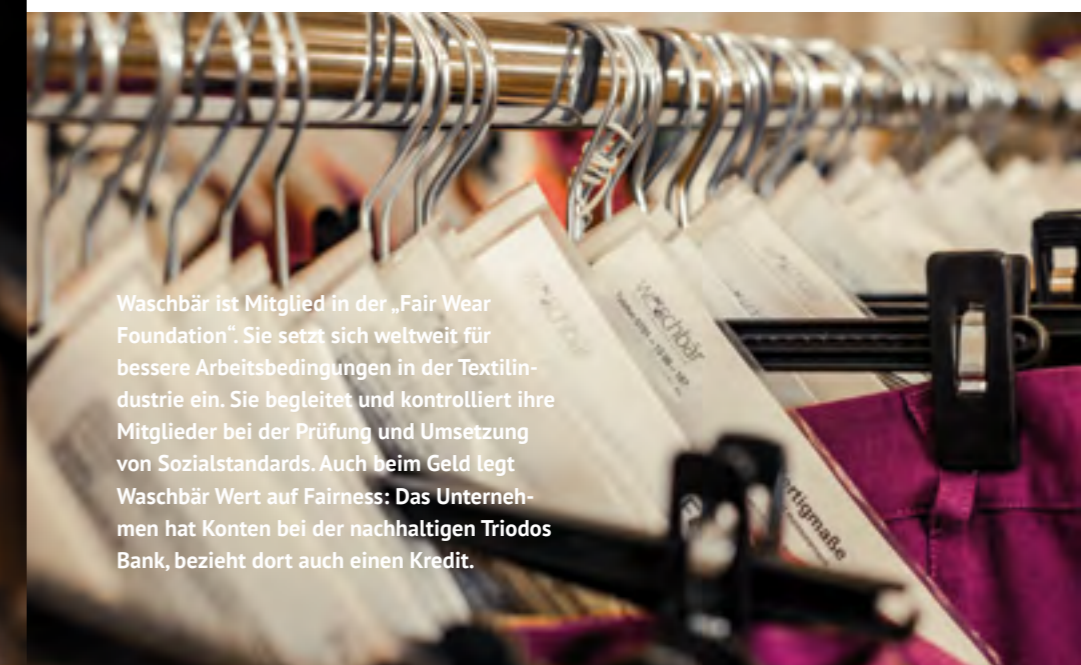 Waschbär ist Mitglied in der „Fair Wear
Foundation“. Sie setzt sich weltweit für
bessere Arbeitsbedingungen in der Textilin-
dustrie ein. Sie begleitet und kontrolliert ihre
Mitglieder bei der Prüfung und Umsetzung
von Sozialstandards. Auch beim Geld legt
Waschbär Wert auf Fairness: Das Unterneh-
men hat Konten bei der nachhaltigen Triodos
Bank, bezieht dort auch einen Kredit.
Waschbär
Waschbär
rtigmaße